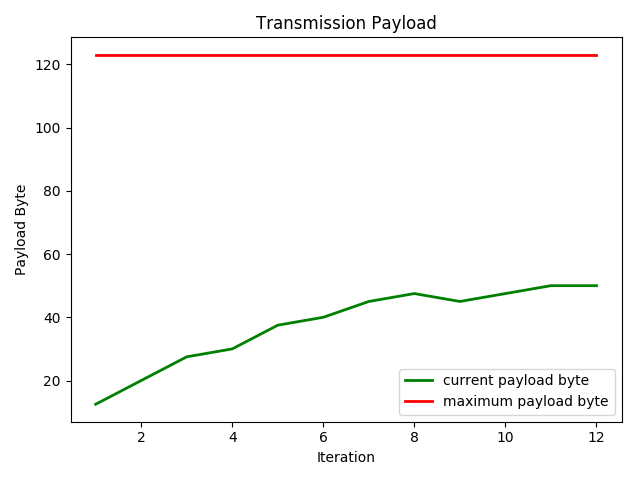 Transmission Payload
Payload Byte
120
100
80
60
40
20
2 4 6 8 10 12
Iteration
current payload byte
maximum payload byte